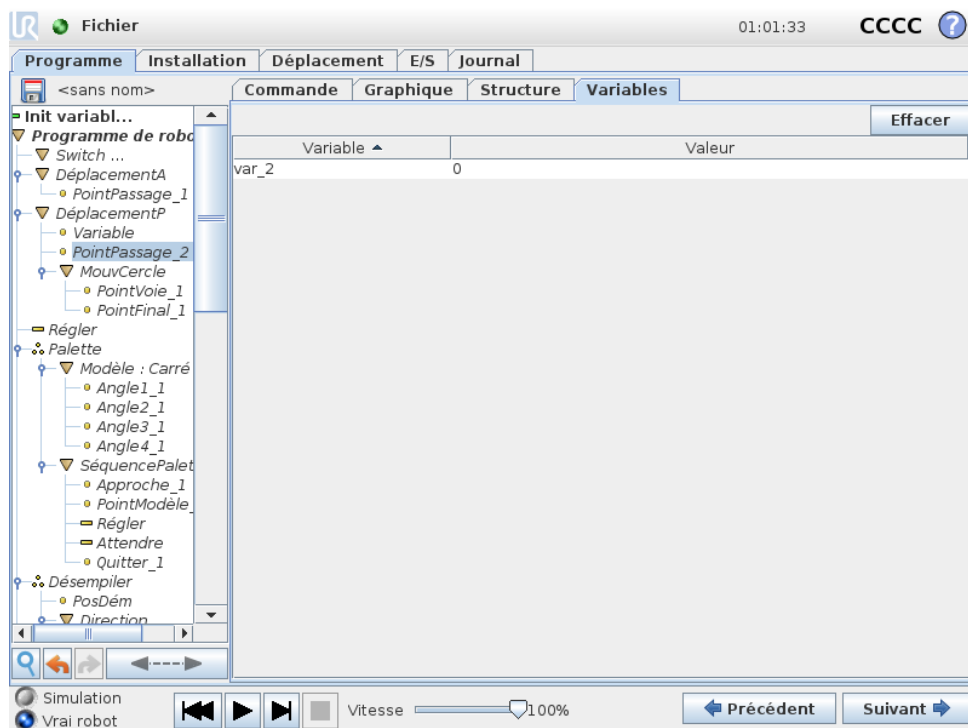 UR Fichier 01:01:33 CCCC ?
Programme Installation Déplacement E/S Journal
<sans nom> Commande Graphique Structure Variables
Effacer
Variable Valeur
var_2 0
Init variabl...
Programme de robo
Switch ...
DéplacementA
PointPassage_1
DéplacementP
Variable
PointPassage_2
MouvCercle
PointVoie_1
PointFinal_1
Régler
Palette
Modèle : Carré
Angle1_1
Angle2_1
Angle3_1
Angle4_1
SéquencePalet
Approche_1
PointModèle_
Régler
Attendre
Quitter_1
Désempiler
PosDém
Direction
Simulation
Vrai robot
Vitesse 100% Précédent Suivant